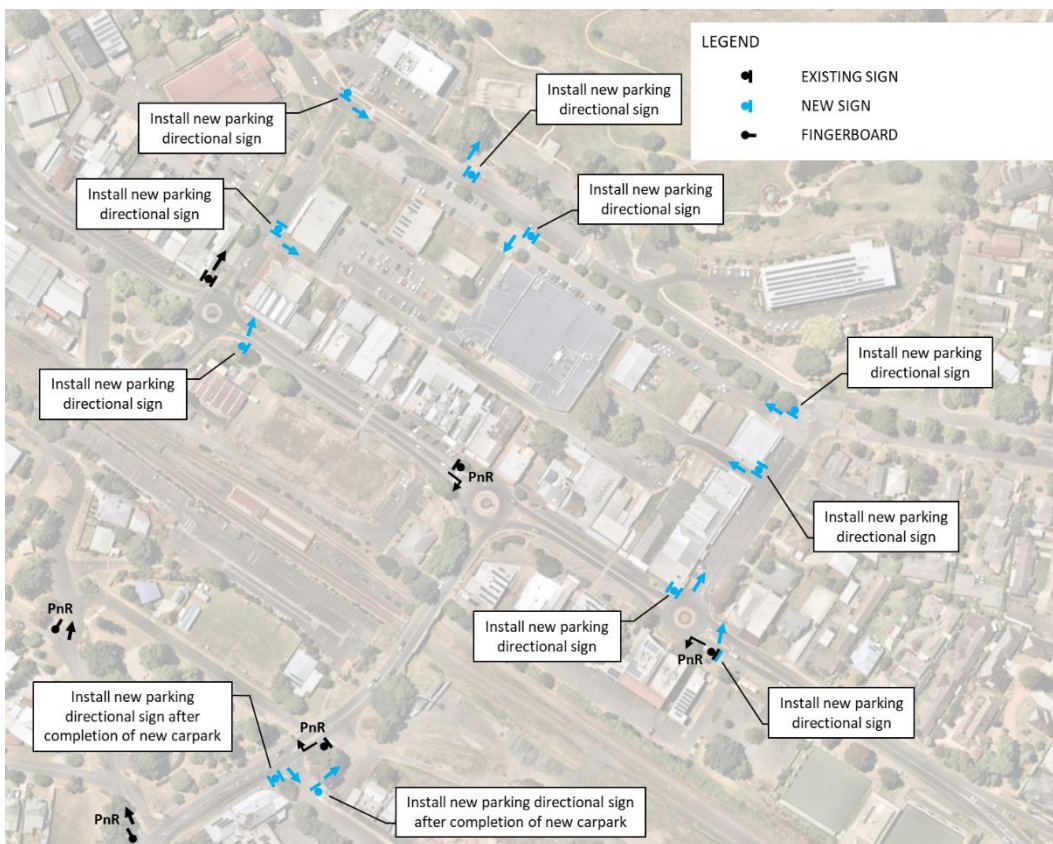 LEGEND
EXISTING SIGN
NEW SIGN
FINGERBOARD
Install new parking
directional sign
Install new parking
directional sign
Install new parking
directional sign
Install new parking
directional sign
Install new parking
directional sign
Install new parking
directional sign
PnR
Install new parking
directional sign
PnR
Install new parking
directional sign
PnR
Install new parking
directional sign
Install new parking
directional sign after
completion of new carpark
PnR
Install new parking directional sign
after completion of new carpark
PnR